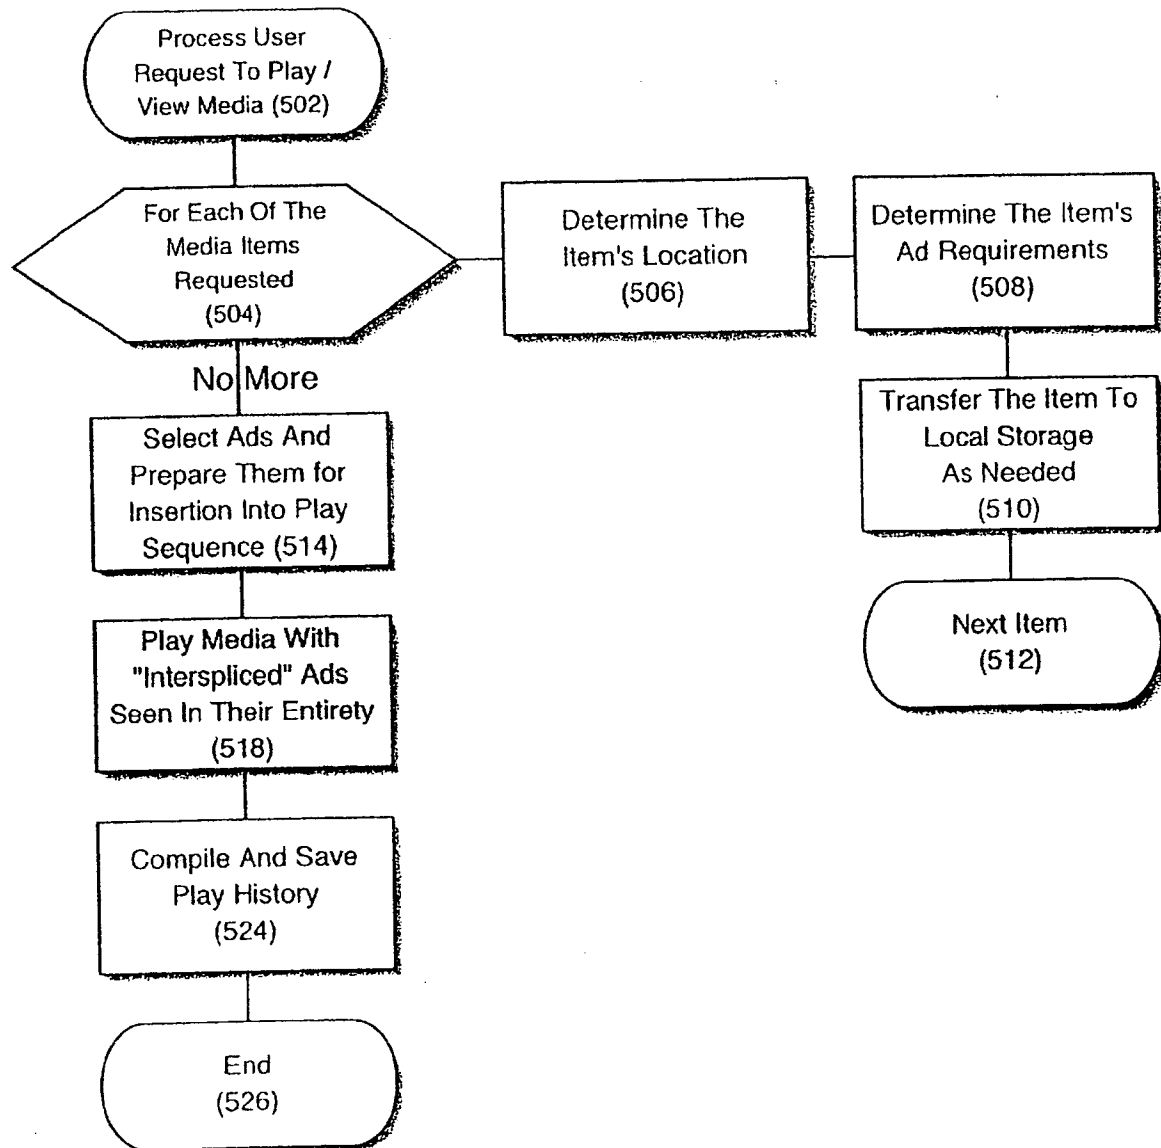 Process User
Request To Play /
View Media (502)
For Each Of The
Media Items
Requested
(504)
Determine The
Item's Location
(506)
Determine The Item's
Ad Requirements
(508)
Transfer The Item To
Local Storage
As Needed
(510)
Next Item
(512)
No More
Select Ads And
Prepare Them for
Insertion Into Play
Sequence (514)
Play Media With
"Interspliced" Ads
Seen In Their Entirety
(518)
Compile And Save
Play History
(524)
End
(526)